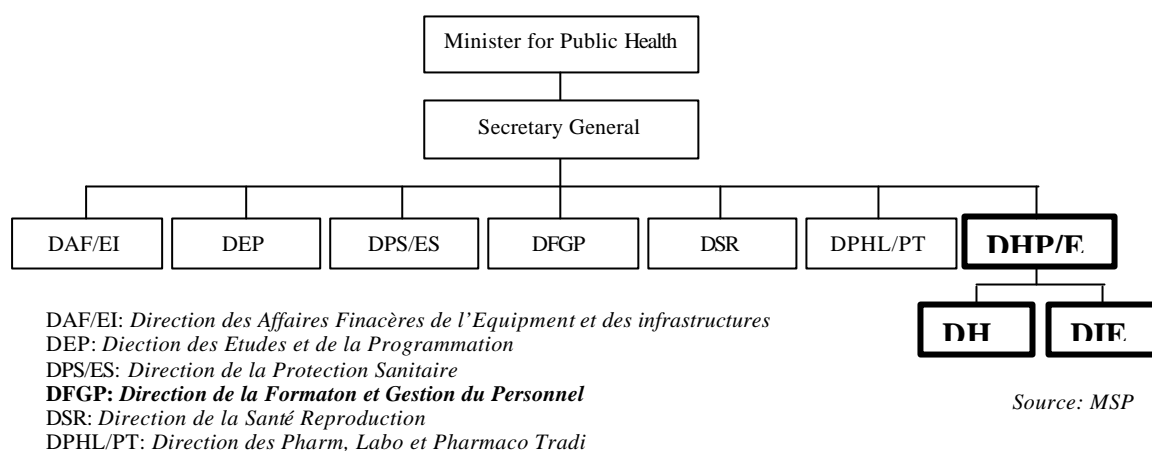 Minister for Public Health
Secretary General
DAF/EI
DEP
DPS/ES
DFGP
DSR
DPHL/PT
DHP/E
DH
DIE
DAF/EI: Direction des Affaires Finacères de l’Equipment et des infrastructures
DEP: Diection des Etudes et de la Programmation
DPS/ES: Direction de la Protection Sanitaire
DFGP: Direction de la Formaton et Gestion du Personnel
DSR: Direction de la Santé Reproduction
DPHL/PT: Direction des Pharm, Labo et Pharmaco Tradi
Source: MSP